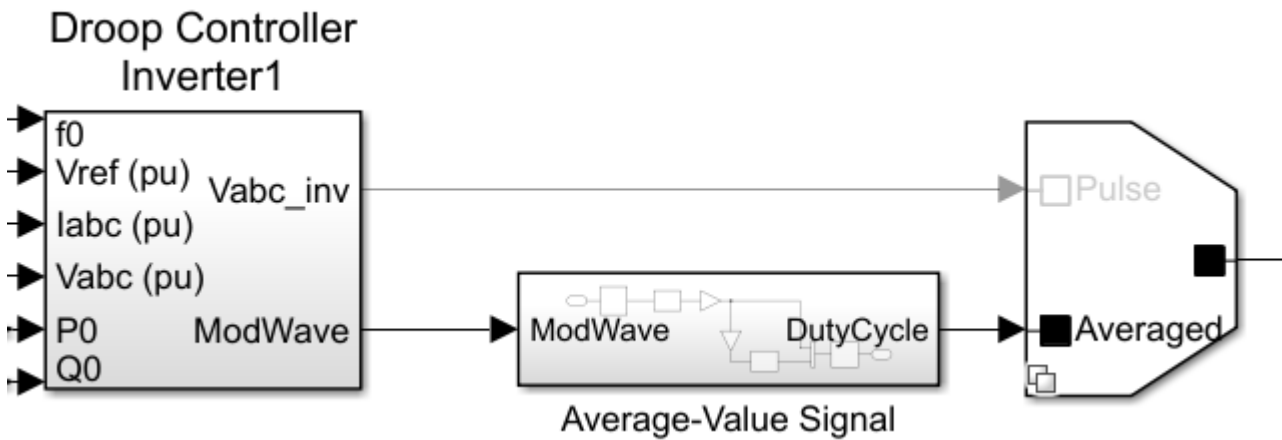 Droop Controller
Inverter1
f0
Vref (pu)
Vabc_inv
Pulse
Iabc (pu)
Vabc (pu)
P0
ModWave
ModWave
DutyCycle
Averaged
Q0
Average-Value Signal